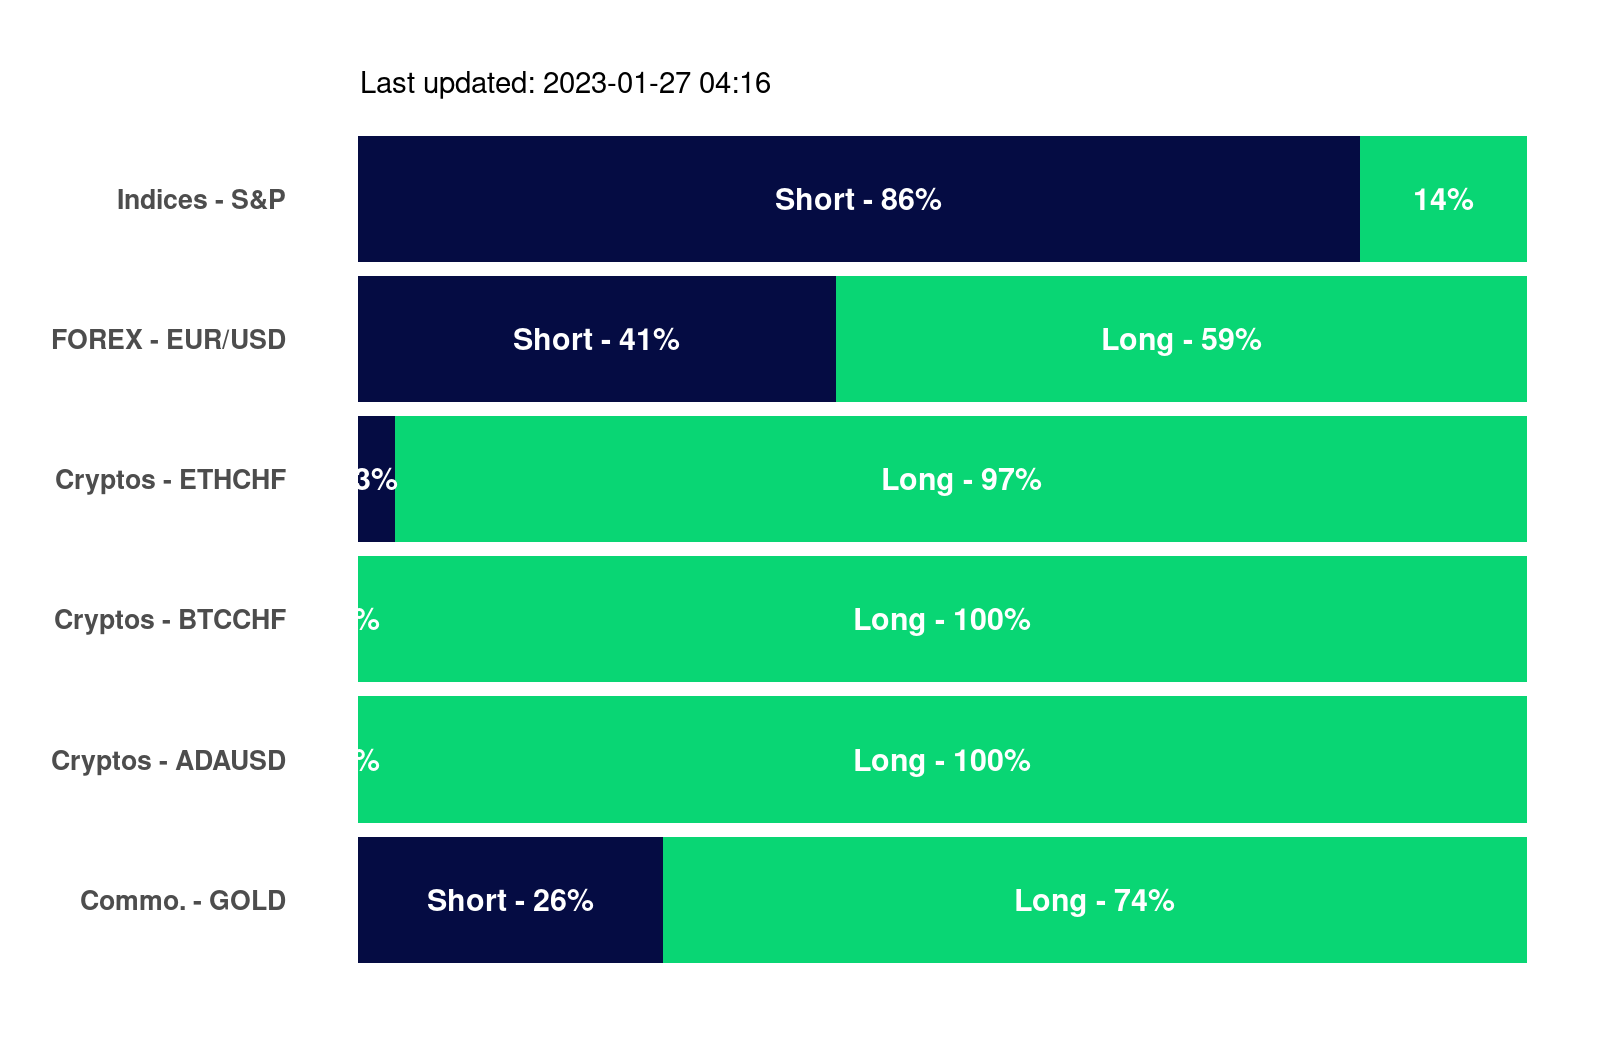 Last updated: 2023-01-27 04:16
Indices - S&P Short - 86% 14%
FOREX - EUR/USD Short - 41% Long - 59%
Cryptos - ETHCHF 3% Long - 97%
Cryptos - BTCCHF % Long - 100%
Cryptos - ADAUSD % Long - 100%
Commo. - GOLD Short - 26% Long - 74%